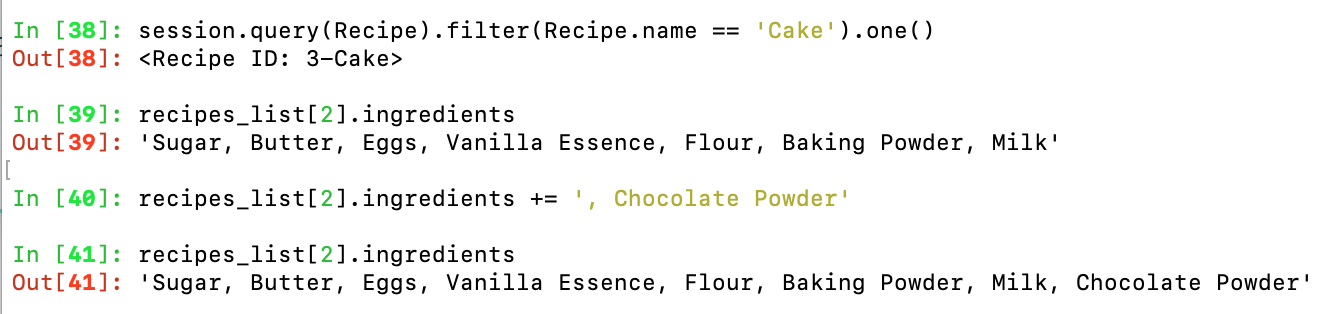 In [38]: session.query(Recipe).filter(Recipe.name == 'Cake').one()
Out[38]: <Recipe ID: 3-Cake>
In [39]: recipes_list[2].ingredients
Out[39]: 'Sugar, Butter, Eggs, Vanilla Essence, Flour, Baking Powder, Milk'
[
In [40]: recipes_list[2].ingredients += ', Chocolate Powder'
In [41]: recipes_list[2].ingredients
Out[41]: 'Sugar, Butter, Eggs, Vanilla Essence, Flour, Baking Powder, Milk, Chocolate Powder'